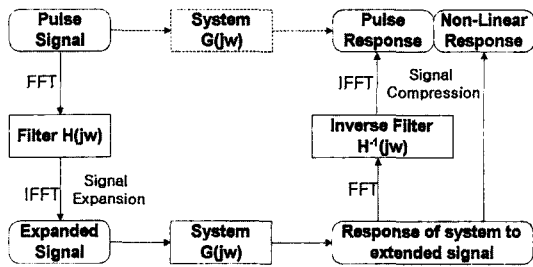 Pulse
Signal
System
G(jw)
Pulse
Response
Non-Linear
Response
FFT
IFFT
Signal
Compression
Filter H(jw)
Inverse Filter
H⁻¹(jw)
IFFT
Signal
Expansion
FFT
Expanded
Signal
System
G(jw)
Response of system to
extended signal